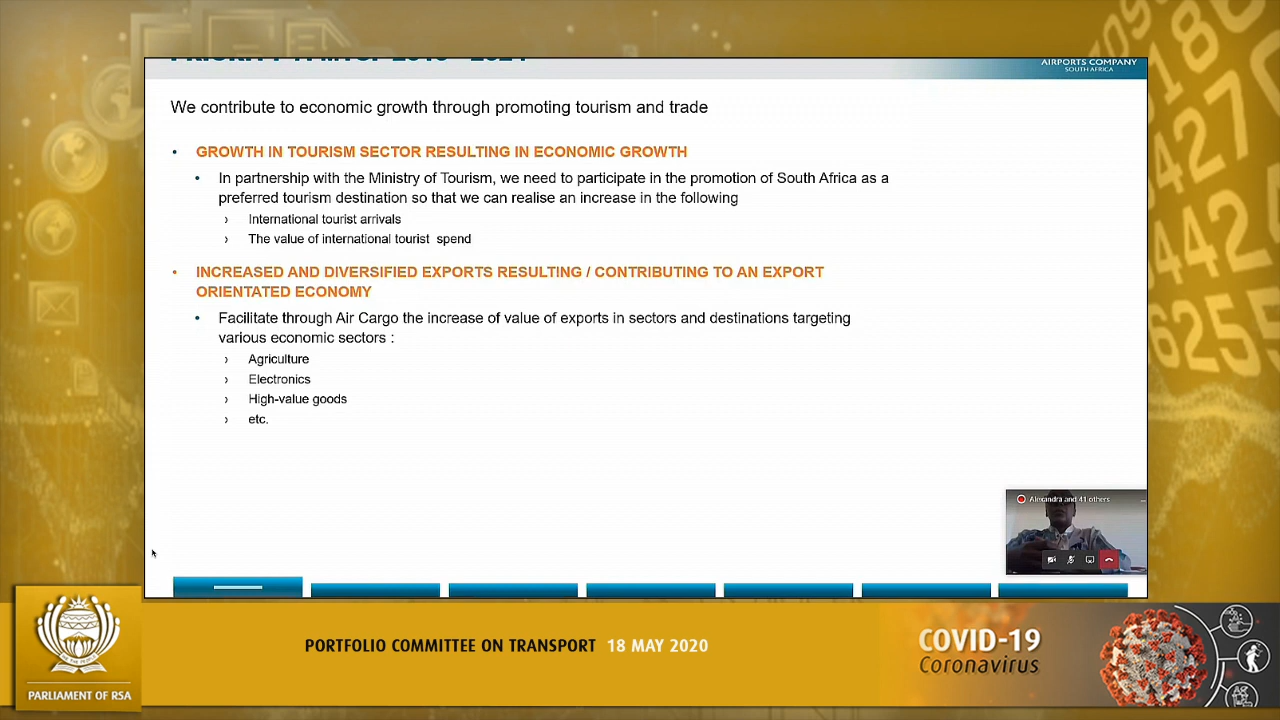 AIRPORTS COMPANY
SOUTH AFRICA
We contribute to economic growth through promoting tourism and trade
• GROWTH IN TOURISM SECTOR RESULTING IN ECONOMIC GROWTH
• In partnership with the Ministry of Tourism, we need to participate in the promotion of South Africa as a
preferred tourism destination so that we can realise an increase in the following
› International tourist arrivals
› The value of international tourist spend
• INCREASED AND DIVERSIFIED EXPORTS RESULTING / CONTRIBUTING TO AN EXPORT
ORIENTATED ECONOMY
• Facilitate through Air Cargo the increase of value of exports in sectors and destinations targeting
various economic sectors :
› Agriculture
› Electronics
› High-value goods
› etc.
Alexandra and 41 others
PORTFOLIO COMMITTEE ON TRANSPORT 18 MAY 2020
COVID-19
Coronavirus
PARLIAMENT OF RSA